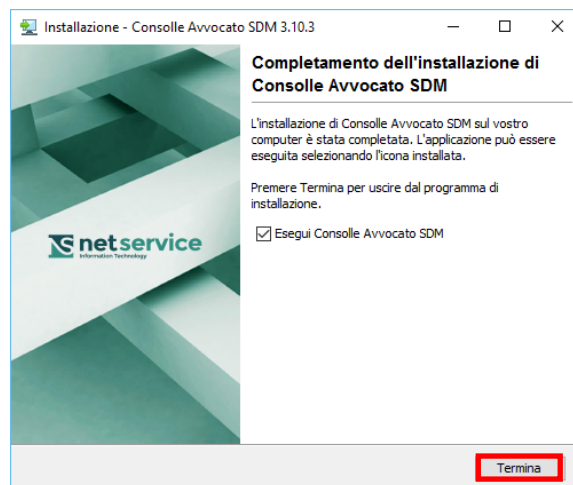 Installazione - Consolle Avvocato SDM 3.10.3
Completamento dell'installazione di
Consolle Avvocato SDM
L'installazione di Consolle Avvocato SDM sul vostro
computer è stata completata. L'applicazione può essere
eseguita selezionando l'icona installata.
Premere Termina per uscire dal programma di
installazione.
Esegui Consolle Avvocato SDM
netservice
Information Technology
Termina